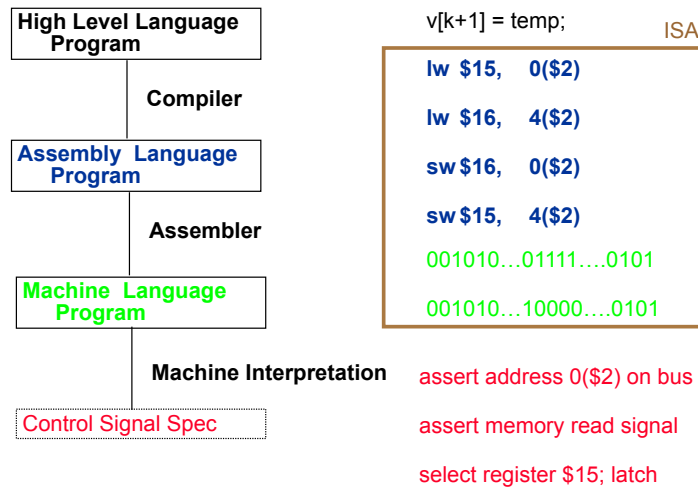 High Level Language
Program
Compiler
Assembly Language
Program
Assembler
Machine Language
Program
Machine Interpretation
Control Signal Spec
v[k+1] = temp;
ISA
lw $15, 0($2)
lw $16, 4($2)
sw $16, 0($2)
sw $15, 4($2)
001010…01111….0101
001010…10000….0101
assert address 0($2) on bus
assert memory read signal
select register $15; latch